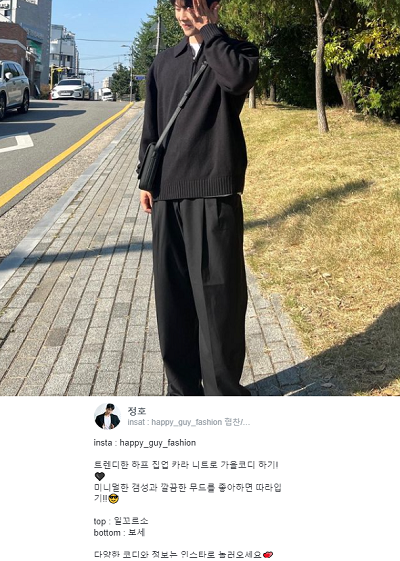 정호
insat : happy_guy_fashion 협찬/...
insta : happy_guy_fashion
트렌디한 하프 집업 카라 니트로 가을코디 하기!
🖤
미니멀한 겜성과 깔끔한 무드를 좋아하면 따라입
기!!😎
top : 일꼬르소
bottom : 보세
다양한 코디와 정보는 인스타로 놀러오세요💕